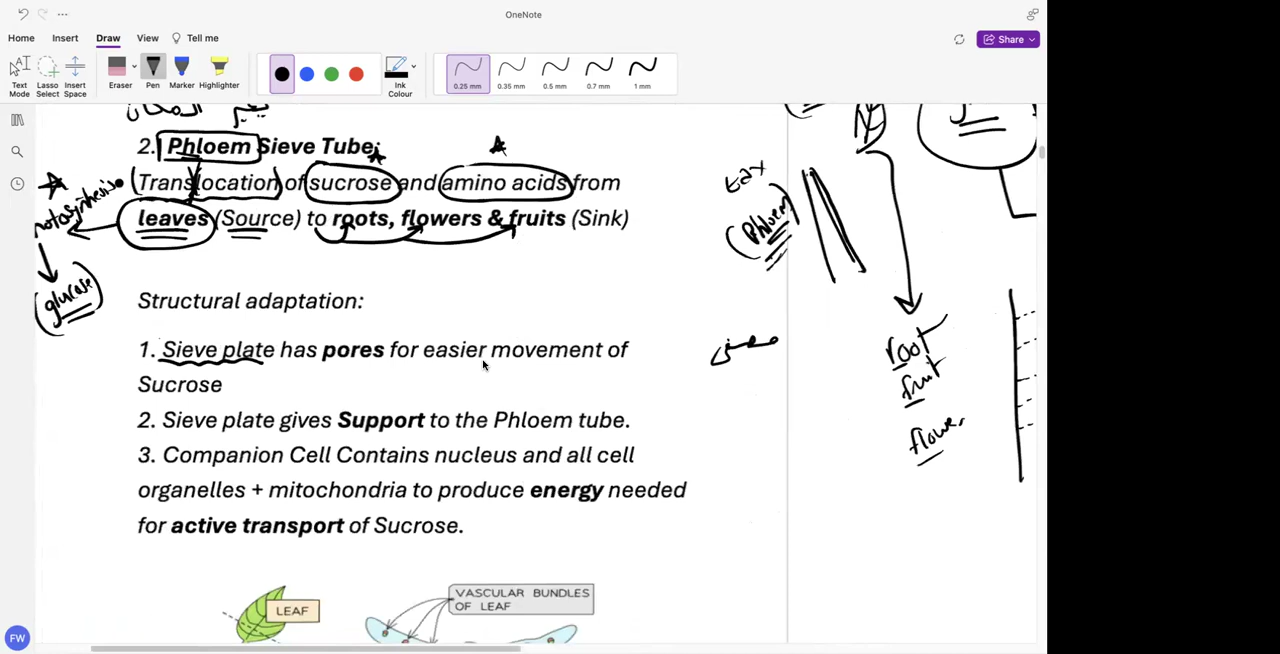 OneNote
Home Insert Draw View Tell me
Share
Text Mode
Lasso Select
Insert Space
Eraser
Pen
Marker
Highlighter
Ink Colour
0.25 mm
0.35 mm
0.5 mm
0.7 mm
1 mm
2. Phloem Sieve Tube:
Translocation of sucrose and amino acids from
leaves (Source) to roots, flowers & fruits (Sink)
glucose
(Phloem)
Structural adaptation:
1. Sieve plate has pores for easier movement of
Sucrose
2. Sieve plate gives Support to the Phloem tube.
3. Companion Cell Contains nucleus and all cell
organelles + mitochondria to produce energy needed
for active transport of Sucrose.
root
fruit
flower
LEAF
VASCULAR BUNDLES
OF LEAF
FW